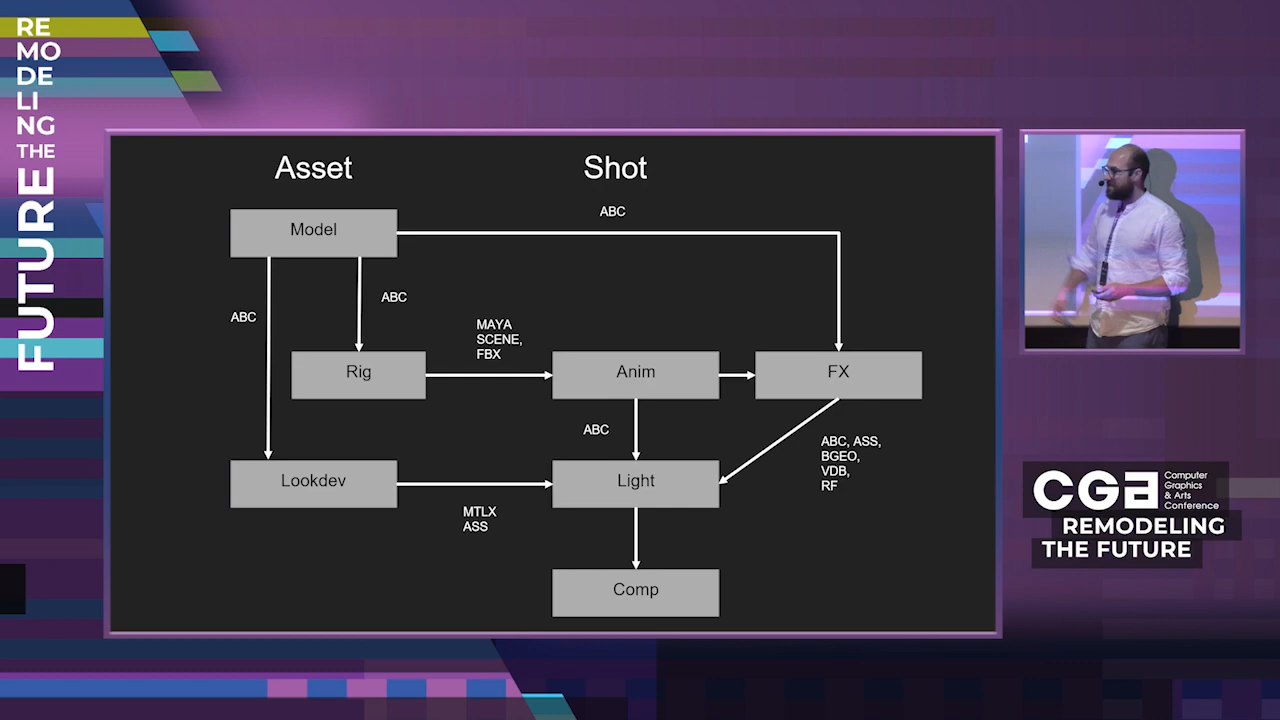 RE
MO
DE
LI
NG
THE
FUTURE
Asset
Shot
Model
ABC
ABC
ABC
MAYA
SCENE,
FBX
Rig
Anim
FX
ABC
ABC, ASS,
BGEO,
VDB,
RF
Lookdev
Light
MTLX
ASS
Comp
CGA
Computer
Graphics
& Arts
Conference
REMODELING
THE FUTURE